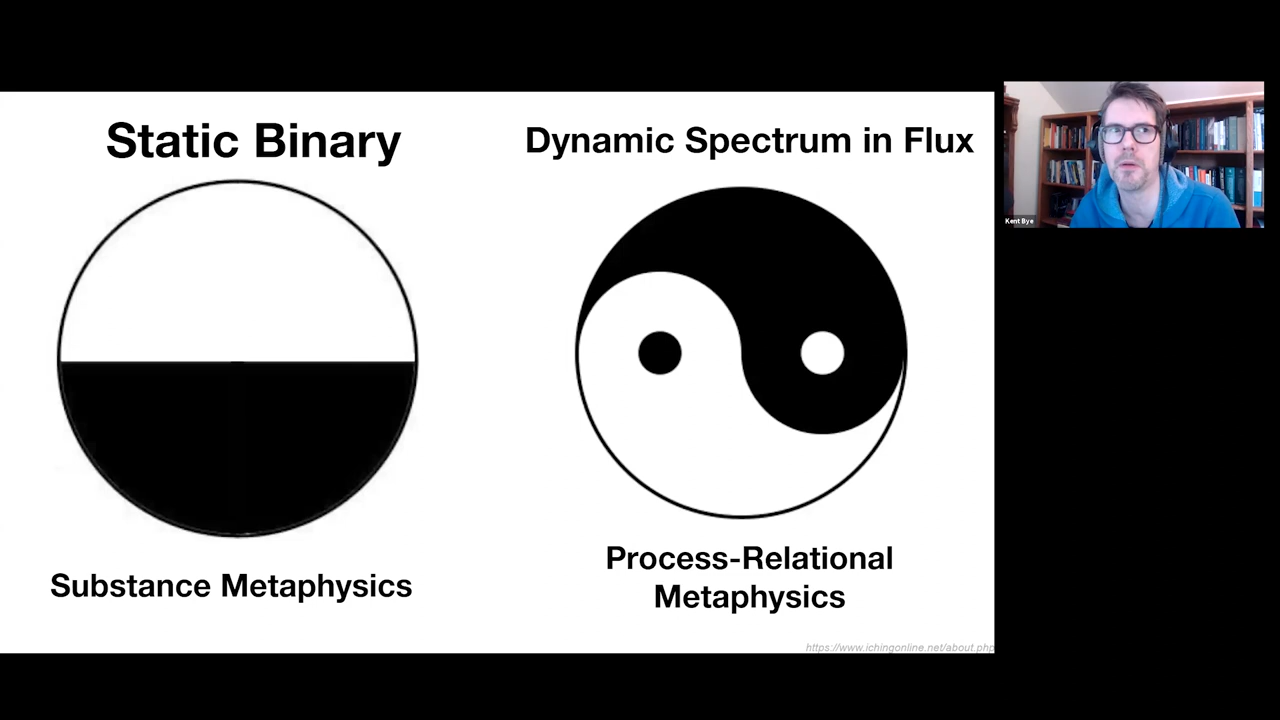 Static Binary
Dynamic Spectrum in Flux
Substance Metaphysics
Process-Relational
Metaphysics
https://www.ichingonline.net/about.php
Kent Bye